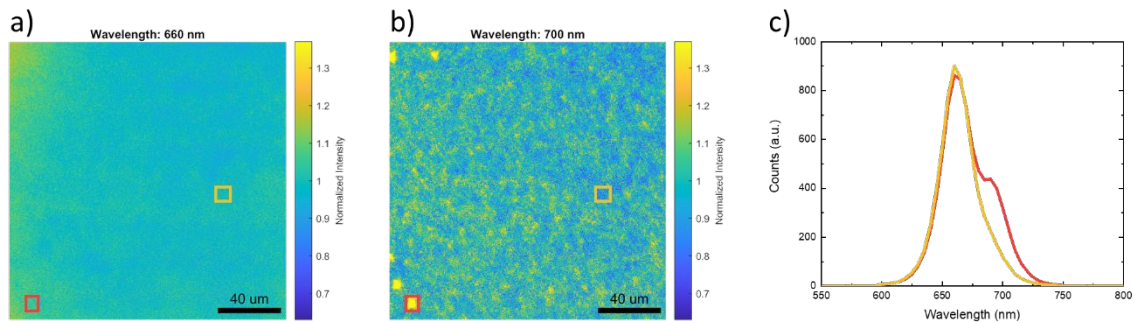 a)
Wavelength: 660 nm
1.3
1.2
1.1
1
0.9
0.8
0.7
Normalized Intensity
40 um
b)
Wavelength: 700 nm
1.3
1.2
1.1
1
0.9
0.8
0.7
Normalized Intensity
40 um
c)
1000
800
600
400
200
0
Counts (a.u.)
550 600 650 700 750 800
Wavelength (nm)